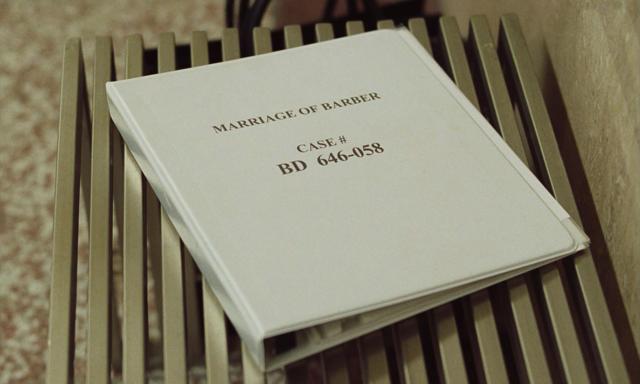 MARRIAGE OF BARBER
CASE #
BD 646-058